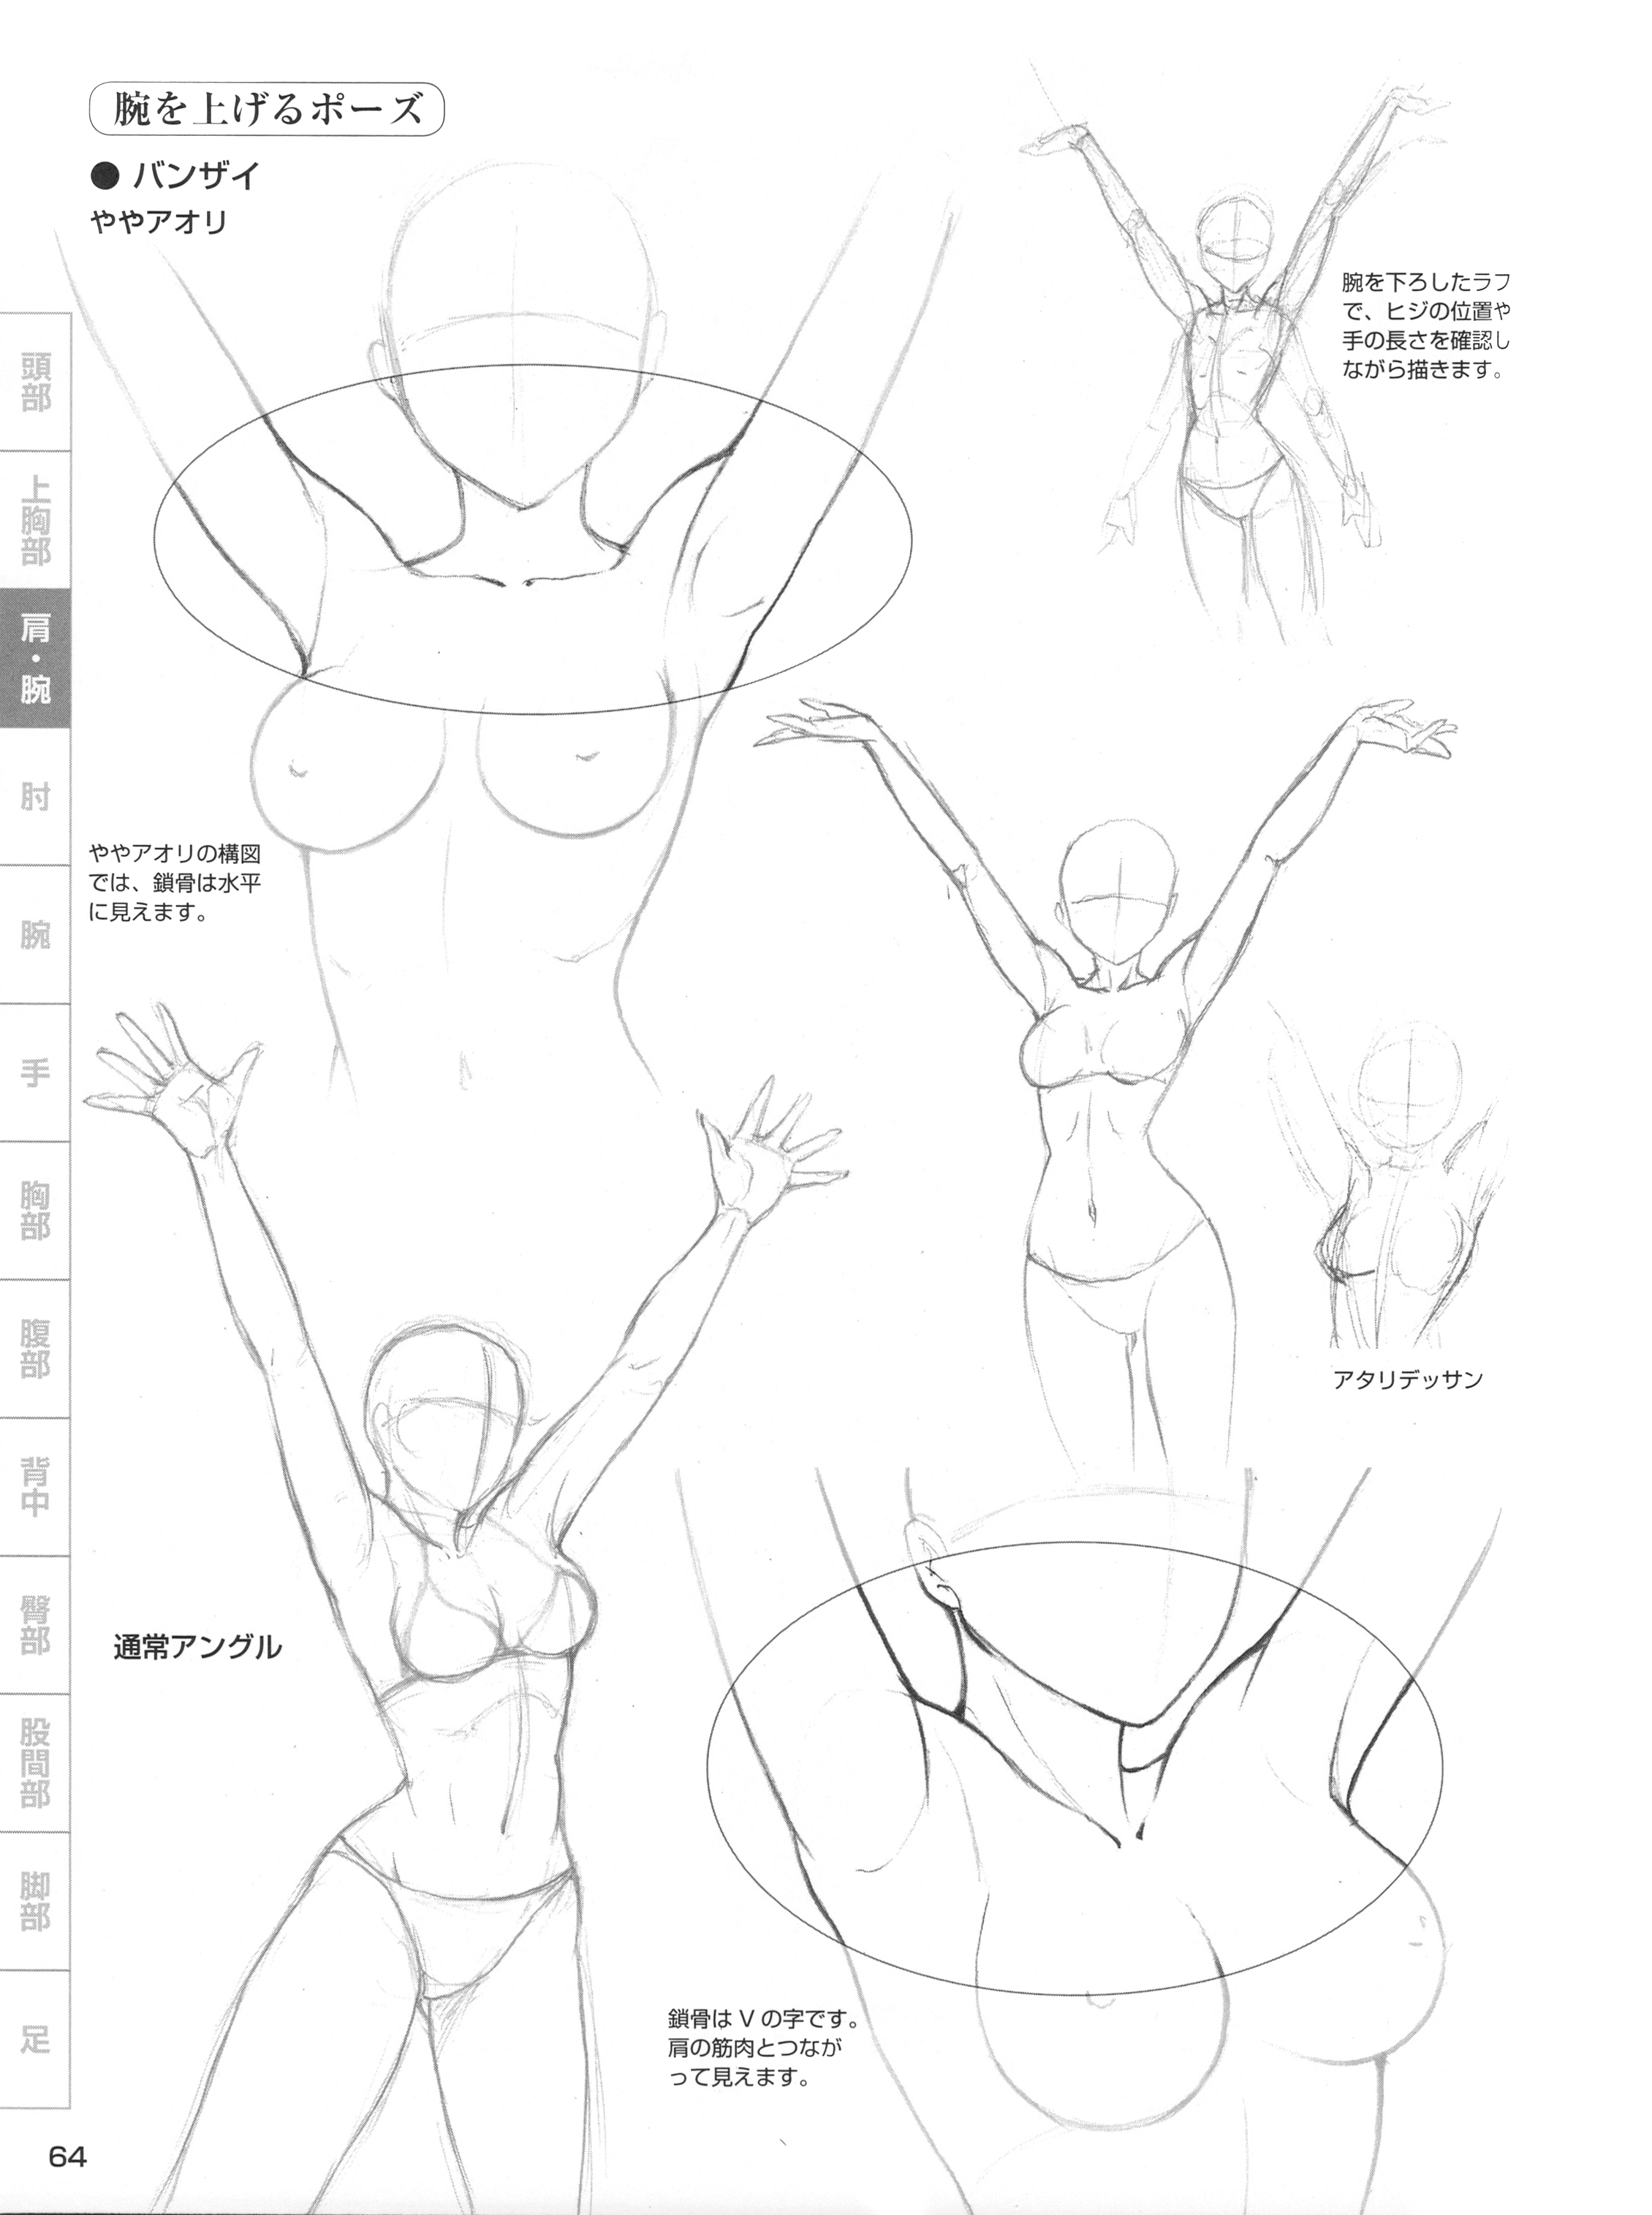 腕を上げるポーズ
● バンザイ
ややアオリ
腕を下ろしたラフ
で、ヒジの位置や
手の長さを確認し
ながら描きます。
頭部
上胸部
肩・腕
肘
腕
手
胸部
腹部
背中
臀部
股間部
脚部
足
ややアオリの構図
では、鎖骨は水平
に見えます。
アタリデッサン
通常アングル
鎖骨は V の字です。
肩の筋肉とつなが
って見えます。
64